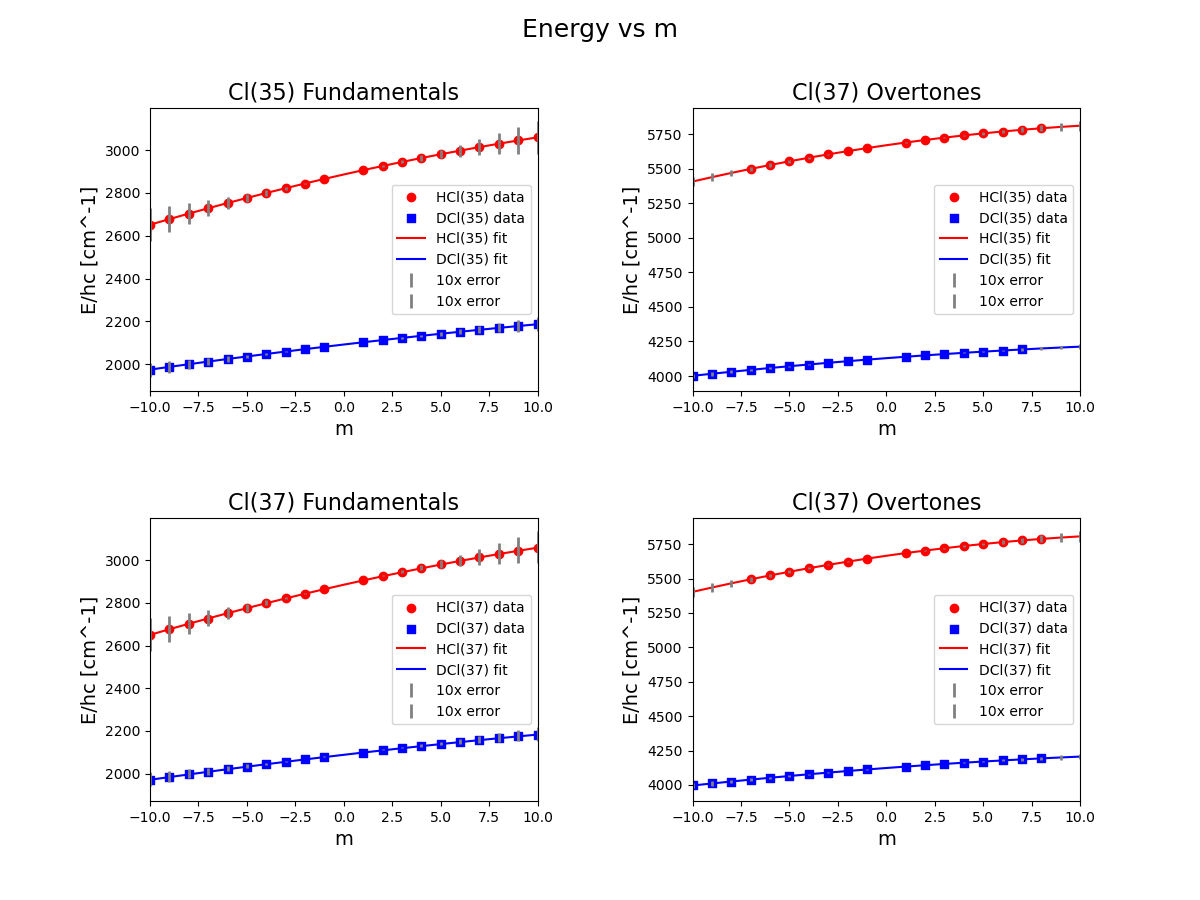 Energy vs m
Cl(35) Fundamentals
E/hc [cm^-1]
3000
2800
2600
2400
2200
2000
HCl(35) data
DCl(35) data
HCl(35) fit
DCl(35) fit
10x error
10x error
−10.0 −7.5 −5.0 −2.5 0.0 2.5 5.0 7.5 10.0
m
Cl(37) Overtones
E/hc [cm^-1]
5750
5500
5250
5000
4750
4500
4250
4000
HCl(35) data
DCl(35) data
HCl(35) fit
DCl(35) fit
10x error
10x error
−10.0 −7.5 −5.0 −2.5 0.0 2.5 5.0 7.5 10.0
m
Cl(37) Fundamentals
E/hc [cm^-1]
3000
2800
2600
2400
2200
2000
HCl(37) data
DCl(37) data
HCl(37) fit
DCl(37) fit
10x error
10x error
−10.0 −7.5 −5.0 −2.5 0.0 2.5 5.0 7.5 10.0
m
Cl(37) Overtones
E/hc [cm^-1]
5750
5500
5250
5000
4750
4500
4250
4000
HCl(37) data
DCl(37) data
HCl(37) fit
DCl(37) fit
10x error
10x error
−10.0 −7.5 −5.0 −2.5 0.0 2.5 5.0 7.5 10.0
m